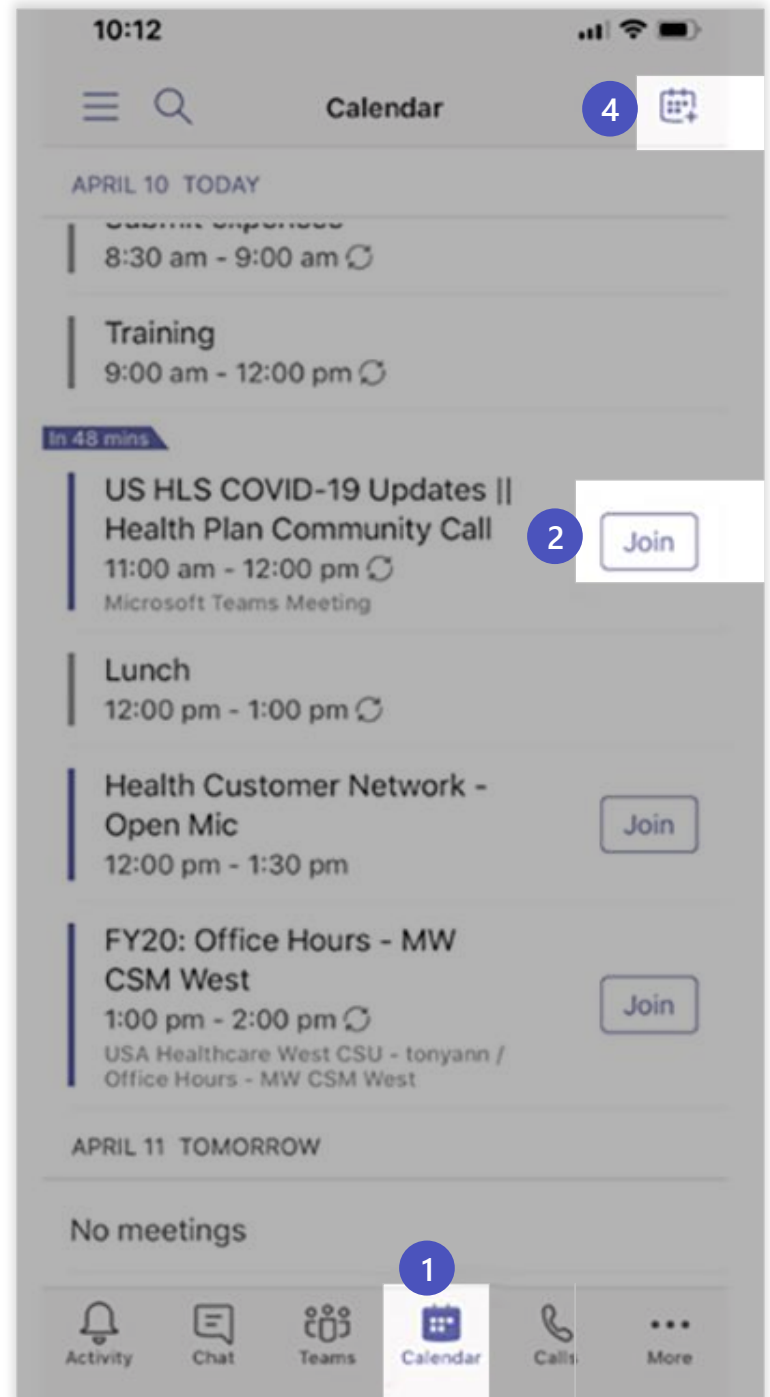 10:12
Calendar
4
APRIL 10 TODAY
Submit expenses
8:30 am - 9:00 am
Training
9:00 am - 12:00 pm
In 48 mins
US HLS COVID-19 Updates ||
Health Plan Community Call
2
Join
11:00 am - 12:00 pm
Microsoft Teams Meeting
Lunch
12:00 pm - 1:00 pm
Health Customer Network -
Open Mic
Join
12:00 pm - 1:30 pm
FY20: Office Hours - MW
CSM West
Join
1:00 pm - 2:00 pm
USA Healthcare West CSU - tonyann /
Office Hours - MW CSM West
APRIL 11 TOMORROW
No meetings
1
Activity
Chat
Teams
Calendar
Calls
More